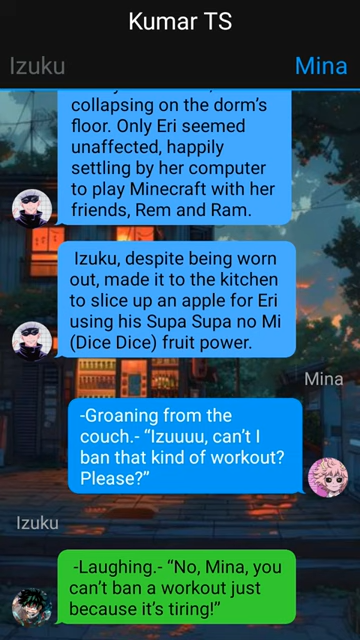 Kumar TS
Izuku
Mina
collapsing on the dorm's
floor. Only Eri seemed
unaffected, happily
settling by her computer
to play Minecraft with her
friends, Rem and Ram.
Izuku, despite being worn
out, made it to the kitchen
to slice up an apple for Eri
using his Supa Supa no Mi
(Dice Dice) fruit power.
Mina
-Groaning from the
couch.- “Izuuuu, can't I
ban that kind of workout?
Please?”
Izuku
-Laughing.- “No, Mina, you
can't ban a workout just
because it's tiring!”